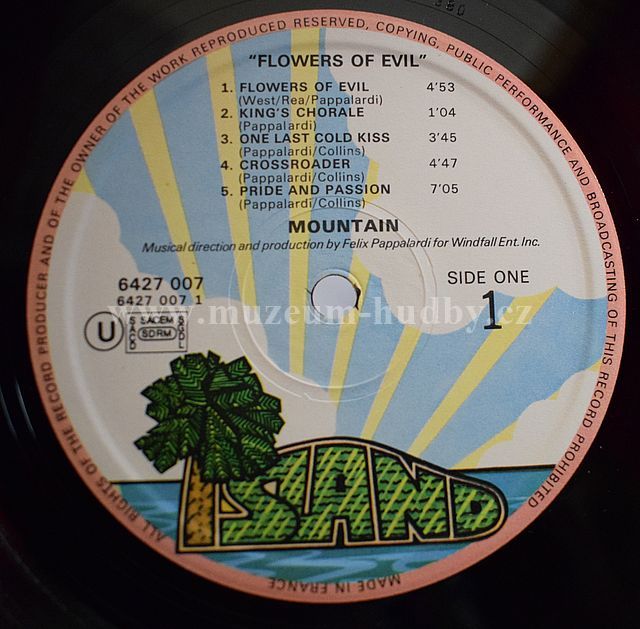 380
ALL RIGHTS OF THE RECORD PRODUCER AND OF THE OWNER OF THE WORK REPRODUCED RESERVED, COPYING, PUBLIC PERFORMANCE AND BROADCASTING OF THIS RECORD PROHIBITED
"FLOWERS OF EVIL"
1. FLOWERS OF EVIL 4'53
(West/Rea/Pappalardi)
2. KING'S CHORALE 1'04
(Pappalardi)
3. ONE LAST COLD KISS 3'45
(Pappalardi/Collins)
4. CROSSROADER 4'47
(Pappalardi/Collins)
5. PRIDE AND PASSION 7'05
(Pappalardi/Collins)
MOUNTAIN
Musical direction and production by Felix Pappalardi for Windfall Ent. Inc.
6427 007
6427 007 1
SIDE ONE
1
www.muzeum-hudby.cz
U
SACEM
SDRM
SACD
SGDL
ISLAND
MADE IN FRANCE